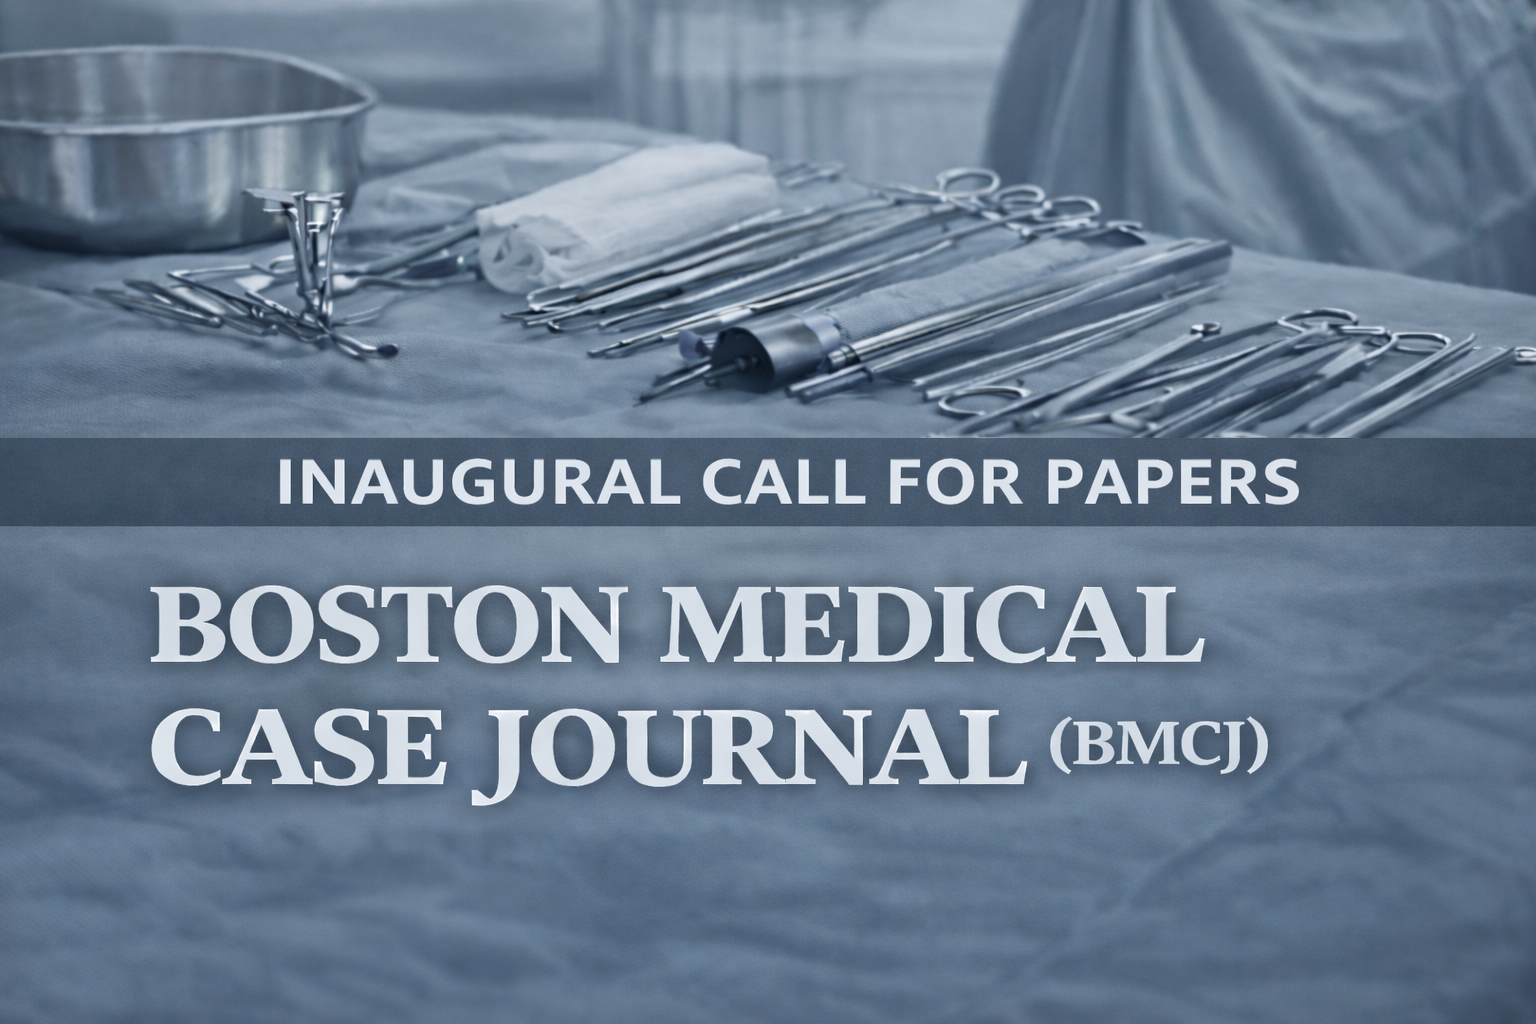 INAUGURAL CALL FOR PAPERS
BOSTON MEDICAL
CASE JOURNAL (BMCJ)